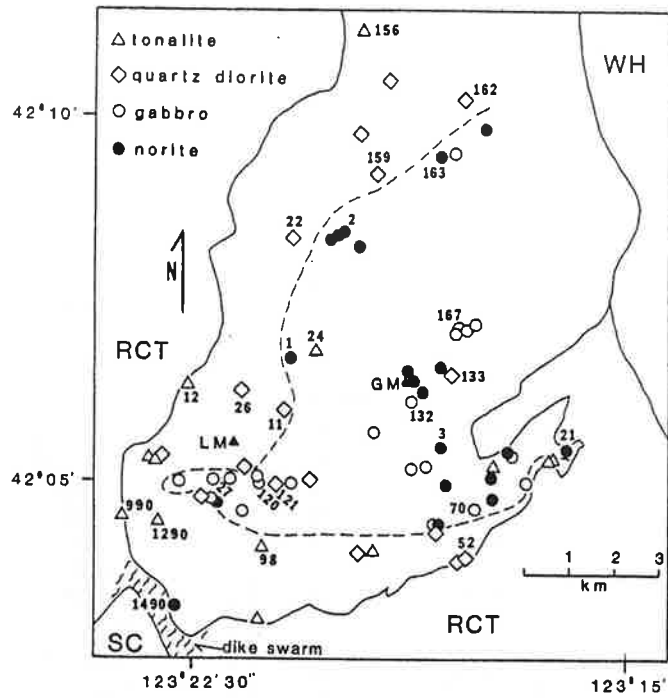 tonalite
quartz diorite
gabbro
norite
42°10'
42°05'
123°22'30"
123°15'
WH
N
RCT
RCT
SC
dike swarm
LM
GM
156
162
159
163
22
2
167
1
24
133
12
26
11
132
3
21
27
120
121
70
990
1290
98
52
1490
1 2 3
km